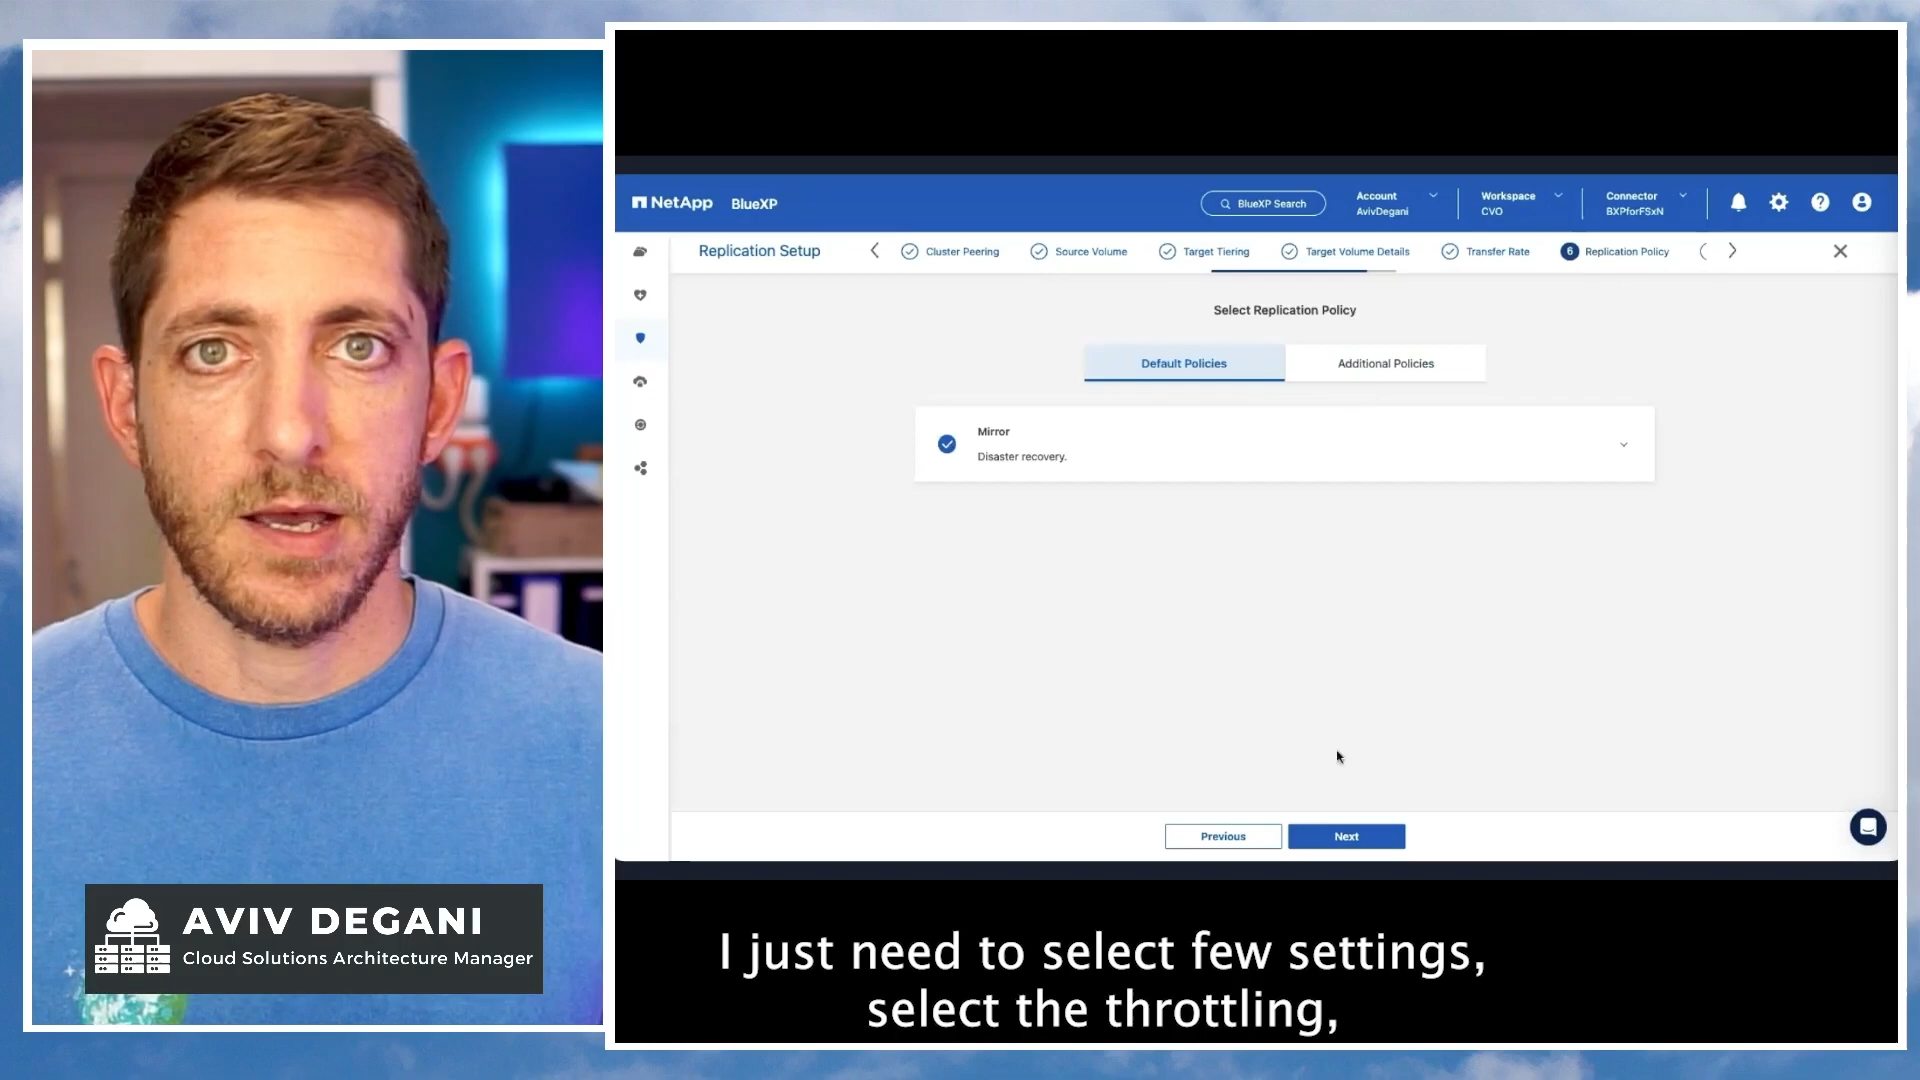 NetApp BlueXP
BlueXP Search
Account
AvivDegani
Workspace
CVO
Connector
BXPforFSxN
Replication Setup
Cluster Peering
Source Volume
Target Tiering
Target Volume Details
Transfer Rate
6 Replication Policy
Select Replication Policy
Default Policies
Additional Policies
Mirror
Disaster recovery.
Previous
Next
AVIV DEGANI
Cloud Solutions Architecture Manager
I just need to select few settings,
select the throttling,